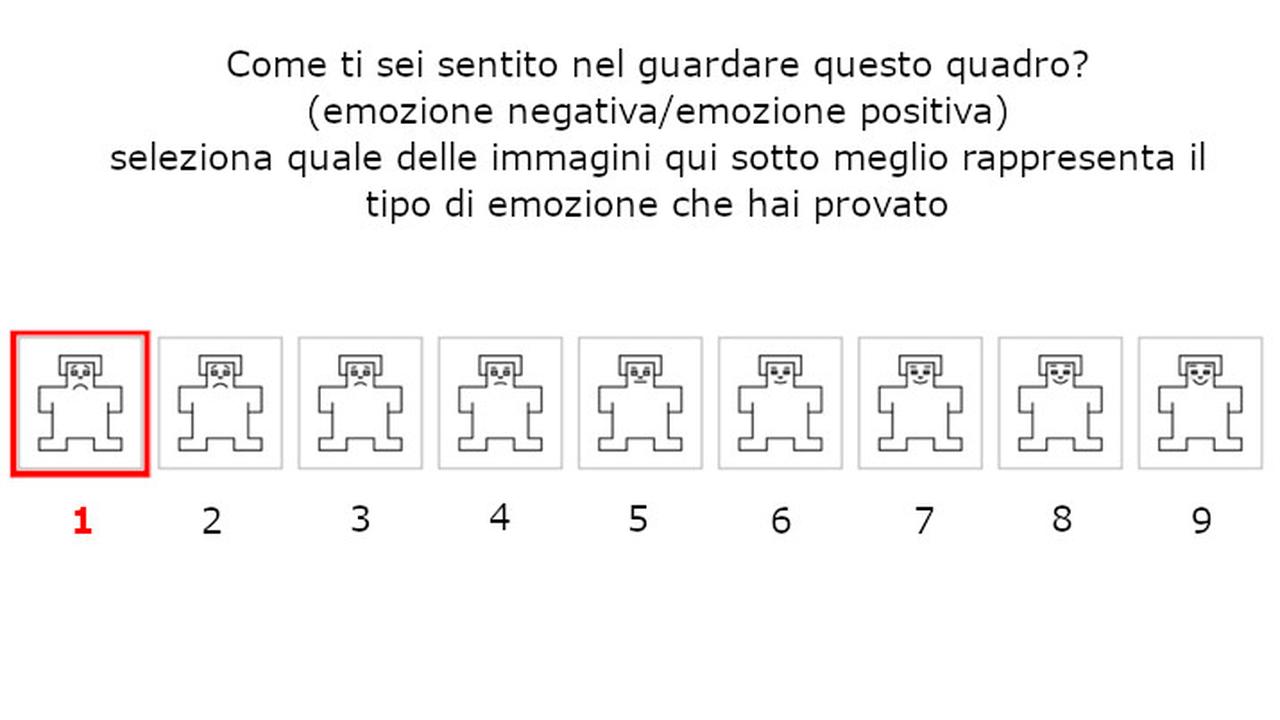 Come ti sei sentito nel guardare questo quadro?
(emozione negativa/emozione positiva)
seleziona quale delle immagini qui sotto meglio rappresenta il
tipo di emozione che hai provato
1 2 3 4 5 6 7 8 9